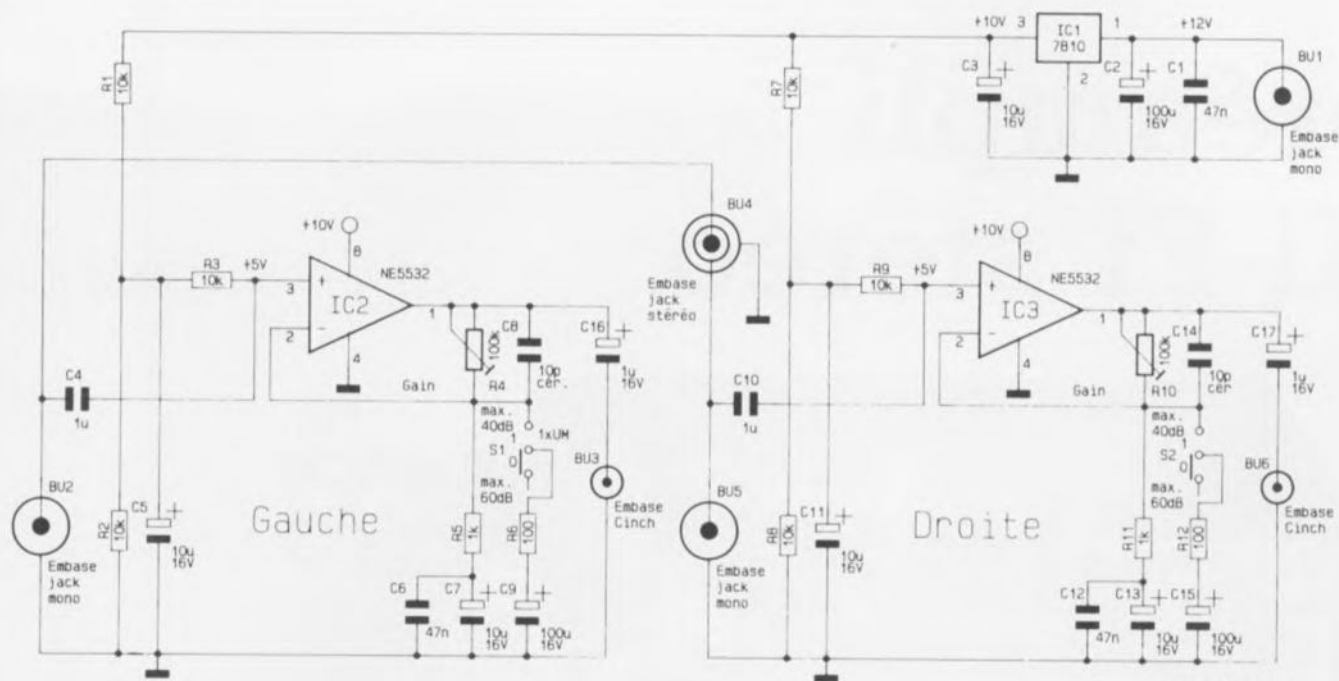 +10V
3
IC1
7810
1
+12V
2
C3
+
10u
16V
C2
+
100u
16V
C1
47n
BU1
Embase
jack
mono
R1
10k
R7
10k
+10V
8
R3
10k
+5V
3
+
NE5532
IC2
1
2
-
4
100k
R4
C8
10p
cér.
C16
+
1u
16V
Gain
max.
40dB
1
1xUM
S1
0
max.
60dB
BU3
Embase
Cinch
C4
1u
BU2
Embase
jack
mono
R2
10k
C5
+
10u
16V
Gauche
R5
1k
R6
100
C6
47n
C7
+
10u
16V
C9
+
100u
16V
BU4
Embase
jack
stéréo
+10V
8
R9
10k
+5V
3
+
NE5532
IC3
1
2
-
4
100k
R10
C14
10p
cér.
C17
+
1u
16V
Gain
max.
40dB
1
S2
0
max.
60dB
BU6
Embase
Cinch
C10
1u
BU5
Embase
jack
mono
R8
10k
C11
+
10u
16V
Droite
R11
1k
R12
100
C12
47n
C13
+
10u
16V
C15
+
100u
16V